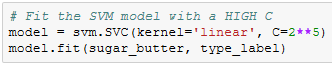 # Fit the SVM model with a HIGH C
model = svm.SVC(kernel='linear', C=2**5)
model.fit(sugar_butter, type_label)